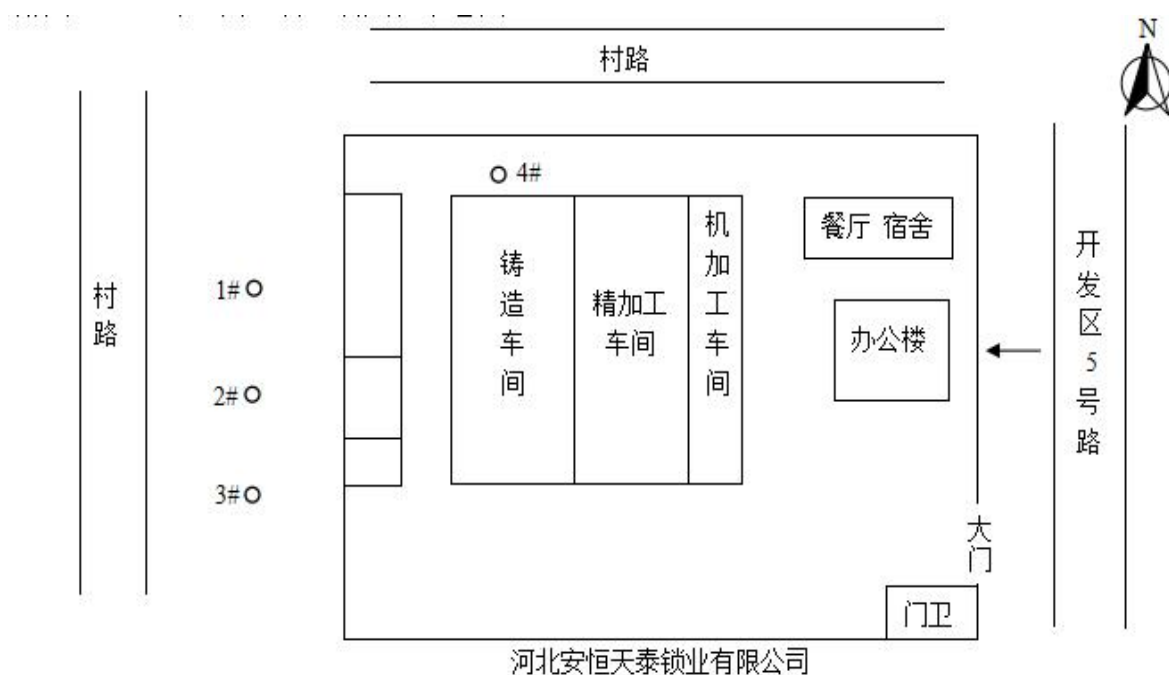 村路
N
4#
餐厅 宿舍
机加工车间
铸造车间
精加工
车间
开发区5号路
1#
村路
办公楼
2#
3#
大门
门卫
河北安恒天泰锁业有限公司